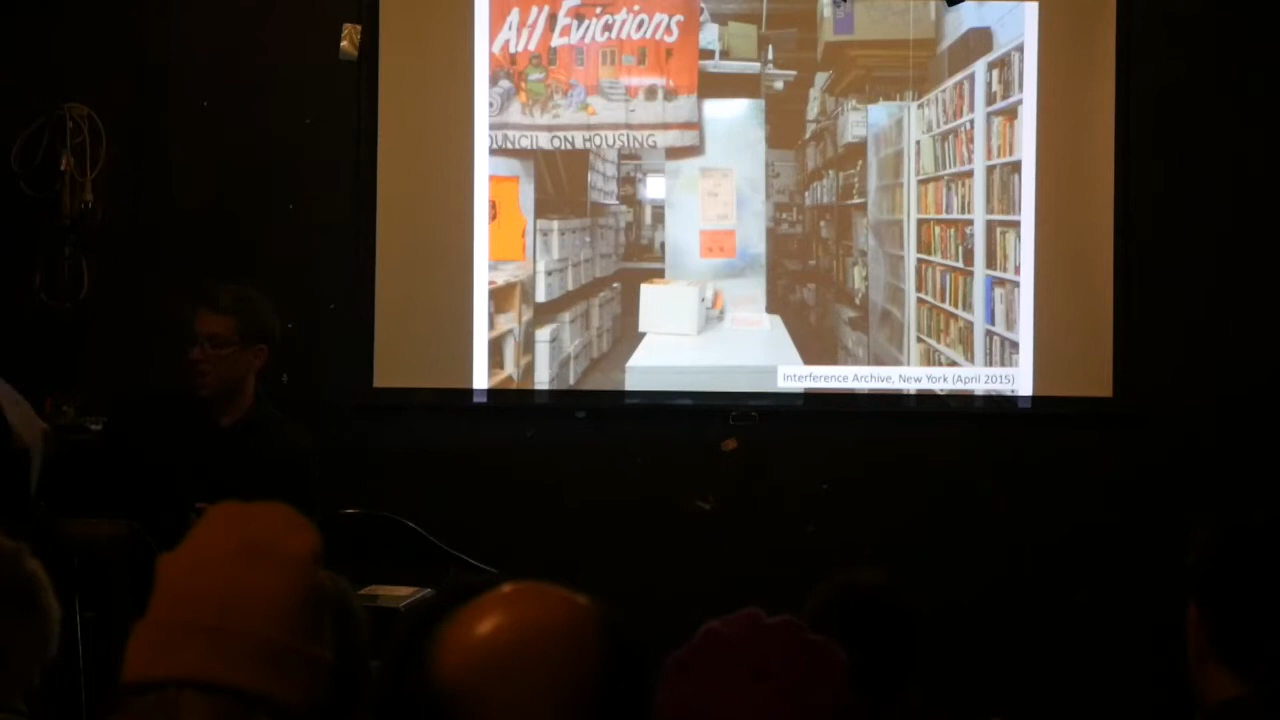 All Evictions
OUNCIL ON HOUSING
Interference Archive, New York (April 2015)